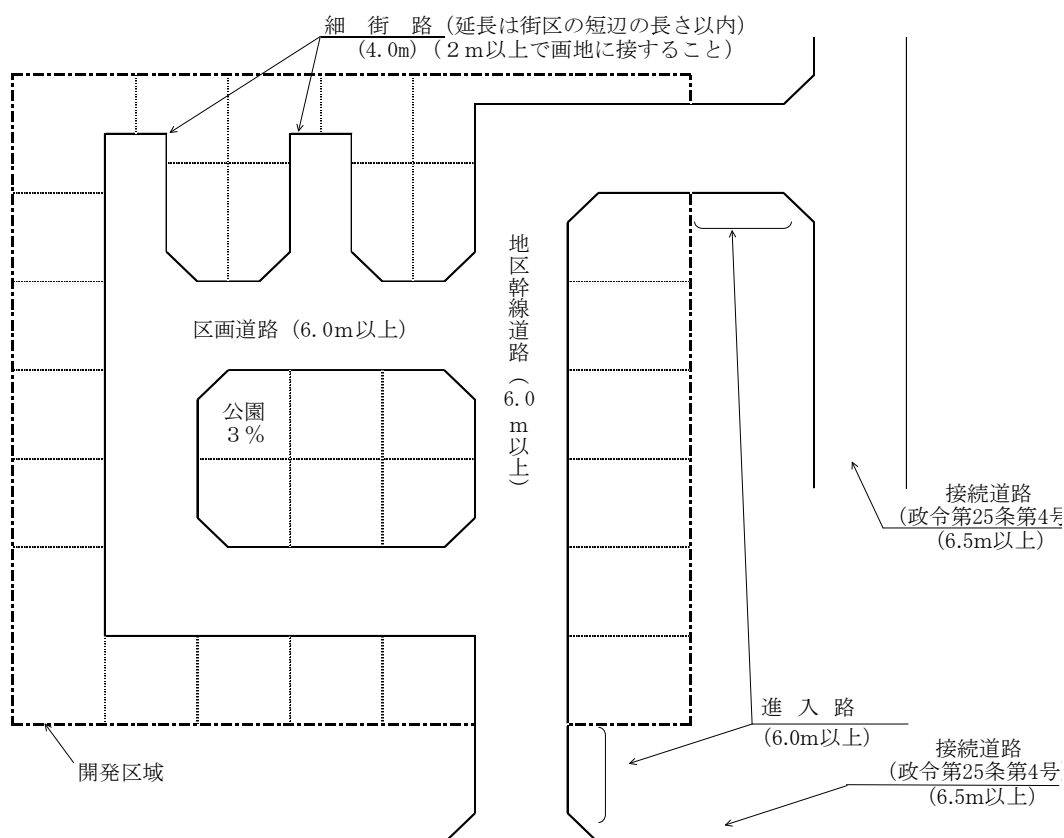 細 街 路 (延長は街区の短辺の長さ以内)
(4.0m) (２ｍ以上で画地に接すること)
地区幹線道路(6.0m以上)
区画道路 (6.0m以上)
公園
３%
接続道路
(政令第25条第4号
(6.5m以上)
進 入 路
(6.0m以上)
開発区域
接続道路
(政令第25条第4号)
(6.5m以上)